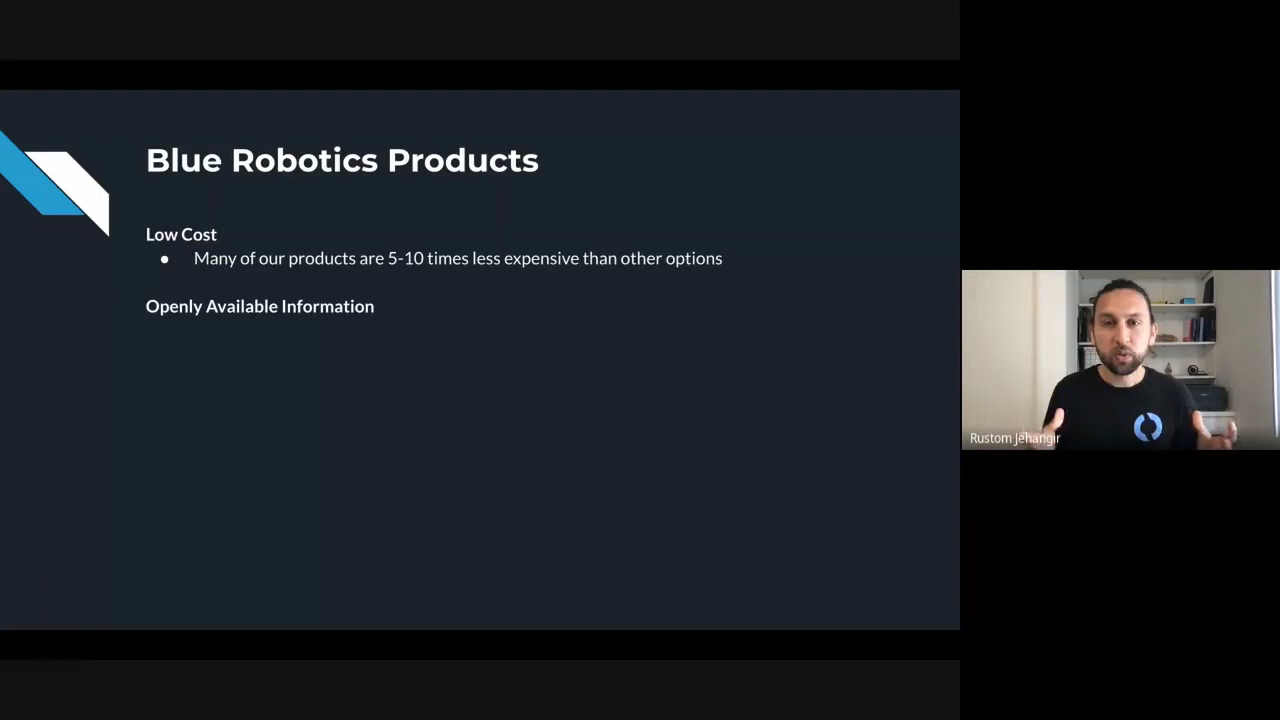 Blue Robotics Products
Low Cost
● Many of our products are 5-10 times less expensive than other options
Openly Available Information
Rustom Jehangir